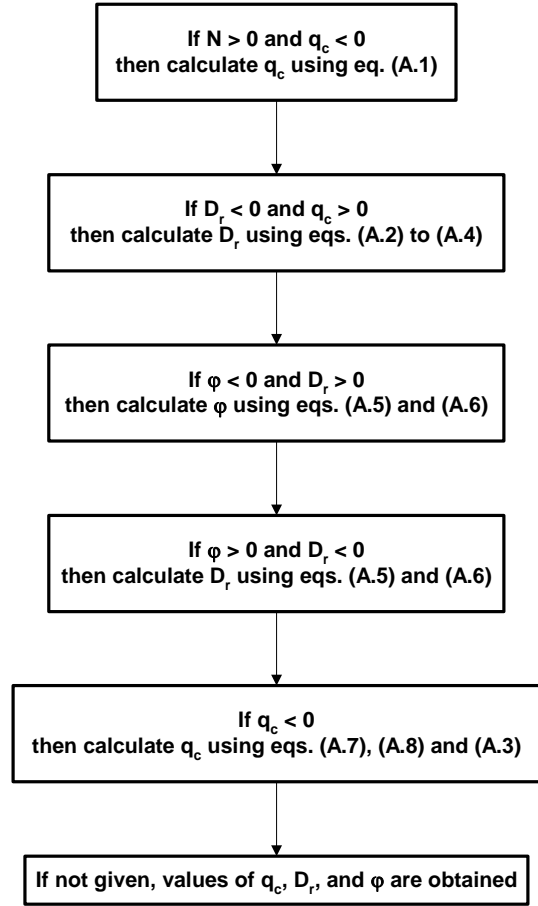 If N > 0 and q_c < 0
then calculate q_c using eq. (A.1)
If D_r < 0 and q_c > 0
then calculate D_r using eqs. (A.2) to (A.4)
If φ < 0 and D_r > 0
then calculate φ using eqs. (A.5) and (A.6)
If φ > 0 and D_r < 0
then calculate D_r using eqs. (A.5) and (A.6)
If q_c < 0
then calculate q_c using eqs. (A.7), (A.8) and (A.3)
If not given, values of q_c, D_r, and φ are obtained